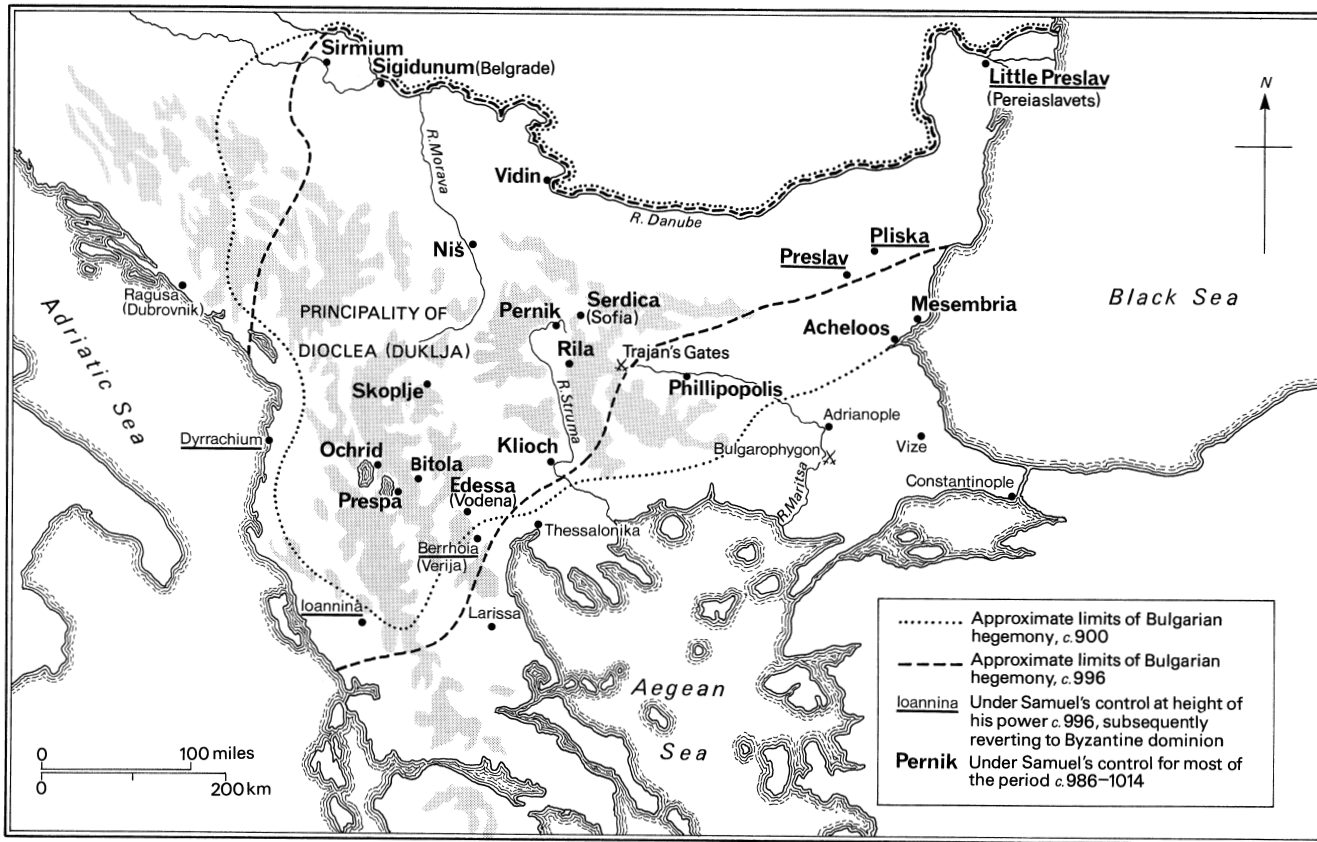 Sirmium
Sigidunum (Belgrade)
Little Preslav
(Pereiaslavets)
N
R. Morava
Vidin
R. Danube
Niš
Pliska
Preslav
Ragusa
(Dubrovnik)
Adriatic Sea
PRINCIPALITY OF
DIOCLEA (DUKLJA)
Pernik
Serdica
(Sofia)
Rila
Trajan's Gates
Mesembria
Acheloos
Black Sea
Skoplje
R. Struma
Phillipopolis
Dyrrachium
Ochrid
Bitola
Prespa
Edessa
(Vodena)
Klioch
Adrianople
Bulgarophygon
Vize
R. Maritsa
Constantinople
Thessalonika
Berrhoia
(Verija)
Ioannina
Larissa
Aegean
Sea
0 100 miles
0 200 km
Approximate limits of Bulgarian
hegemony, c.900
Approximate limits of Bulgarian
hegemony, c.996
Ioannina Under Samuel's control at height of
his power c.996, subsequently
reverting to Byzantine dominion
Pernik Under Samuel's control for most of
the period c.986–1014